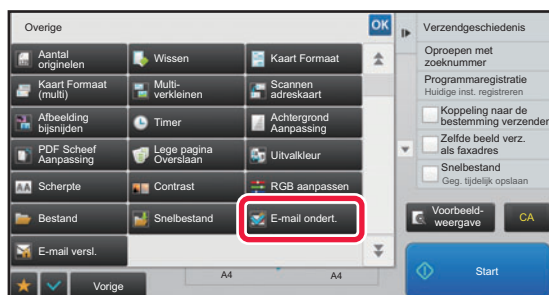 Overige
OK
Aantal
originelen
Wissen
Kaart Formaat
Kaart Formaat
(multi)
Multi-
verkleinen
Scannen
adreskaart
Afbeelding
bijsnijden
Timer
Achtergrond
Aanpassing
PDF Scheef
Aanpassing
Lege pagina
Overslaan
Uitvalkleur
Scherpte
Contrast
RGB aanpassen
Bestand
Snelbestand
E-mail ondert.
E-mail versl.
Vorige
A4
A4
Verzendgeschiedenis
Oproepen met
zoeknummer
Programmaregistratie
Huidige inst. registreren
Koppeling naar de
bestemming verzender
Zelfde beeld verz.
als faxadres
Snelbestand
Geg. tijdelijk opslaan
Voorbeeld-
weergave
CA
Start